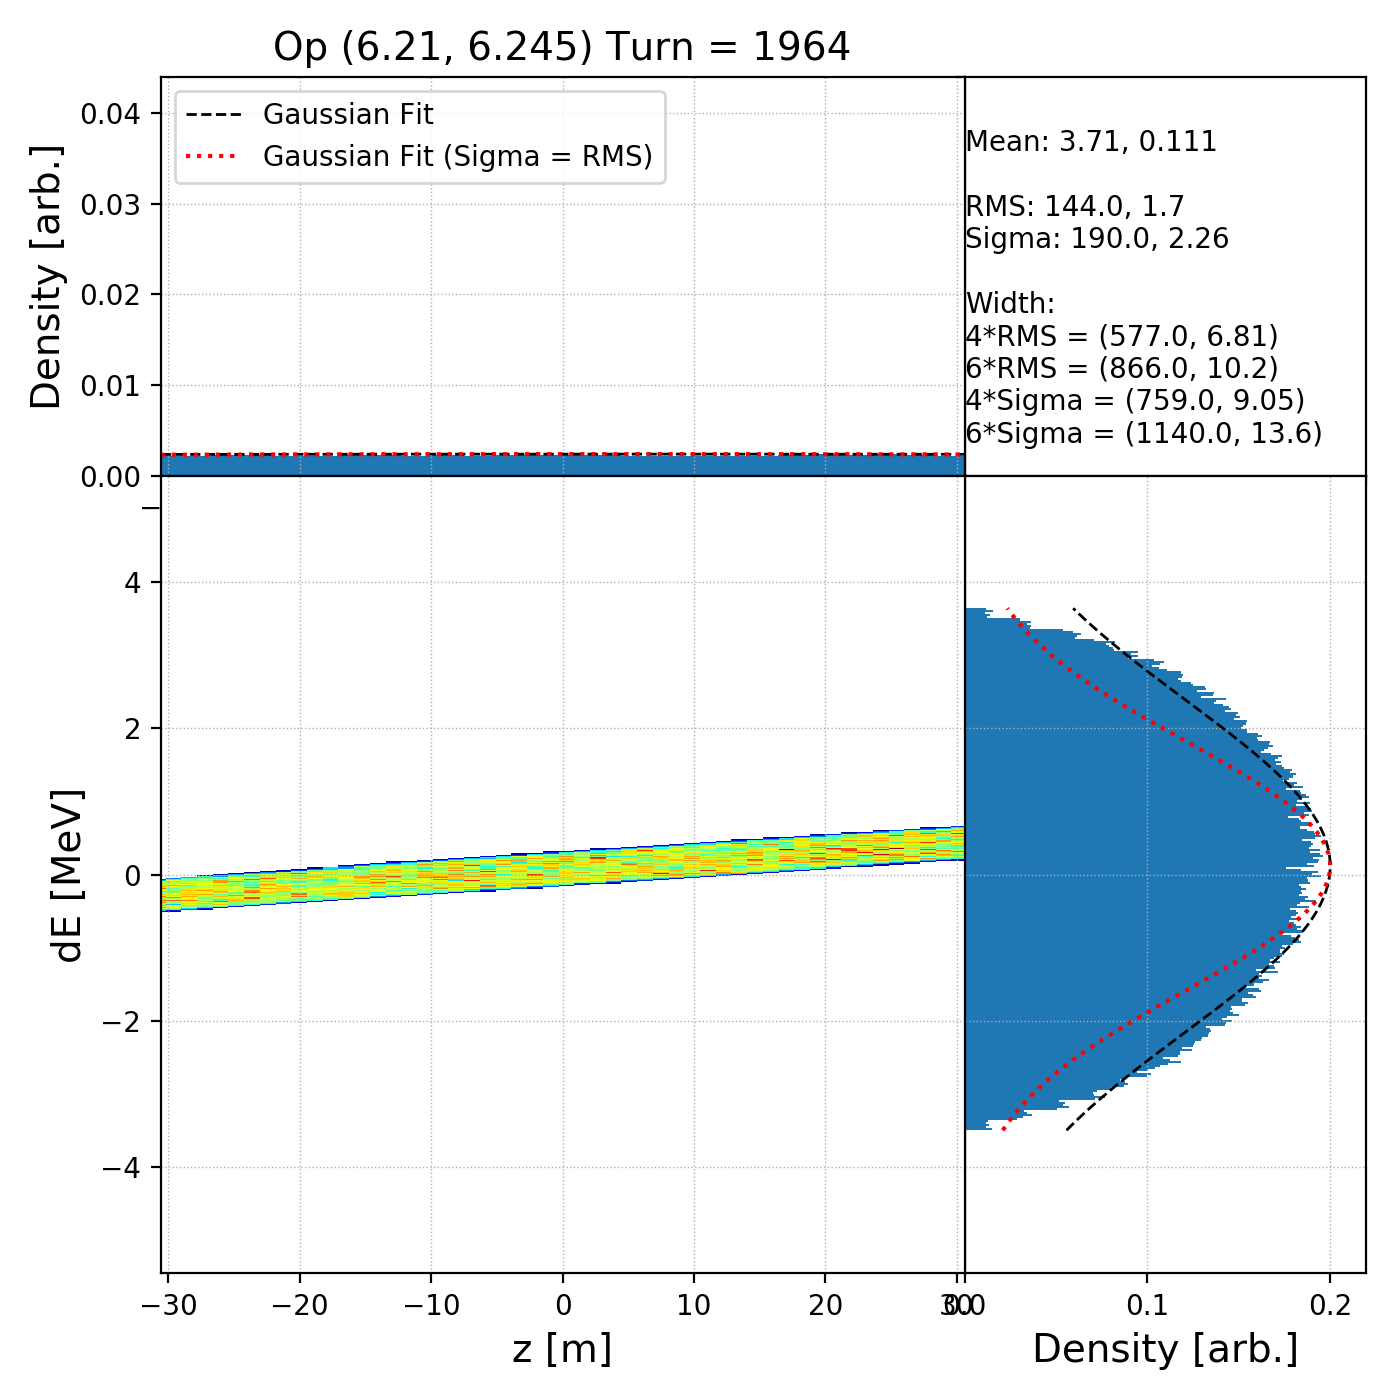 Op (6.21, 6.245) Turn = 1964
Gaussian Fit
Gaussian Fit (Sigma = RMS)
Density [arb.]
0.04
0.03
0.02
0.01
0.00
Mean: 3.71, 0.111
RMS: 144.0, 1.7
Sigma: 190.0, 2.26
Width:
4*RMS = (577.0, 6.81)
6*RMS = (866.0, 10.2)
4*Sigma = (759.0, 9.05)
6*Sigma = (1140.0, 13.6)
dE [MeV]
4
2
0
−2
−4
−30 −20 −10 0 10 20 30
z [m]
0.0 0.1 0.2
Density [arb.]